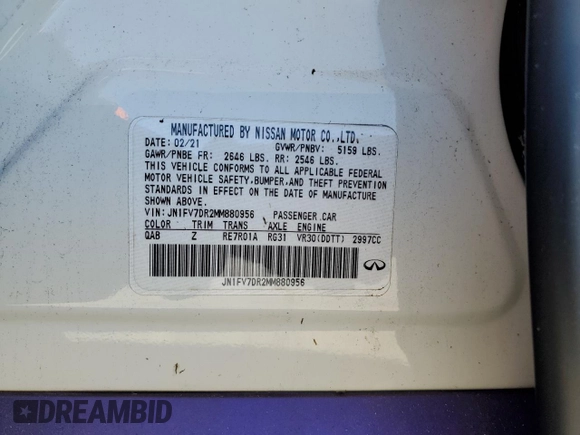 MANUFACTURED BY NISSAN MOTOR CO.,LTD.
DATE: 02/21 GVWR/PNBV: 5159 LBS.
GAWR/PNBE FR: 2646 LBS. RR: 2546 LBS.
THIS VEHICLE CONFORMS TO ALL APPLICABLE FEDERAL
MOTOR VEHICLE SAFETY, BUMPER, AND THEFT PREVENTION
STANDARDS IN EFFECT ON THE DATE OF MANUFACTURE
SHOWN ABOVE.
VIN: JN1FV7DR2MM880956 PASSENGER CAR
COLOR TRIM TRANS AXLE ENGINE
QAB Z RE7R01A RG31 VR30(DDTT) 2997CC
JN1FV7DR2MM880956
DREAMBID